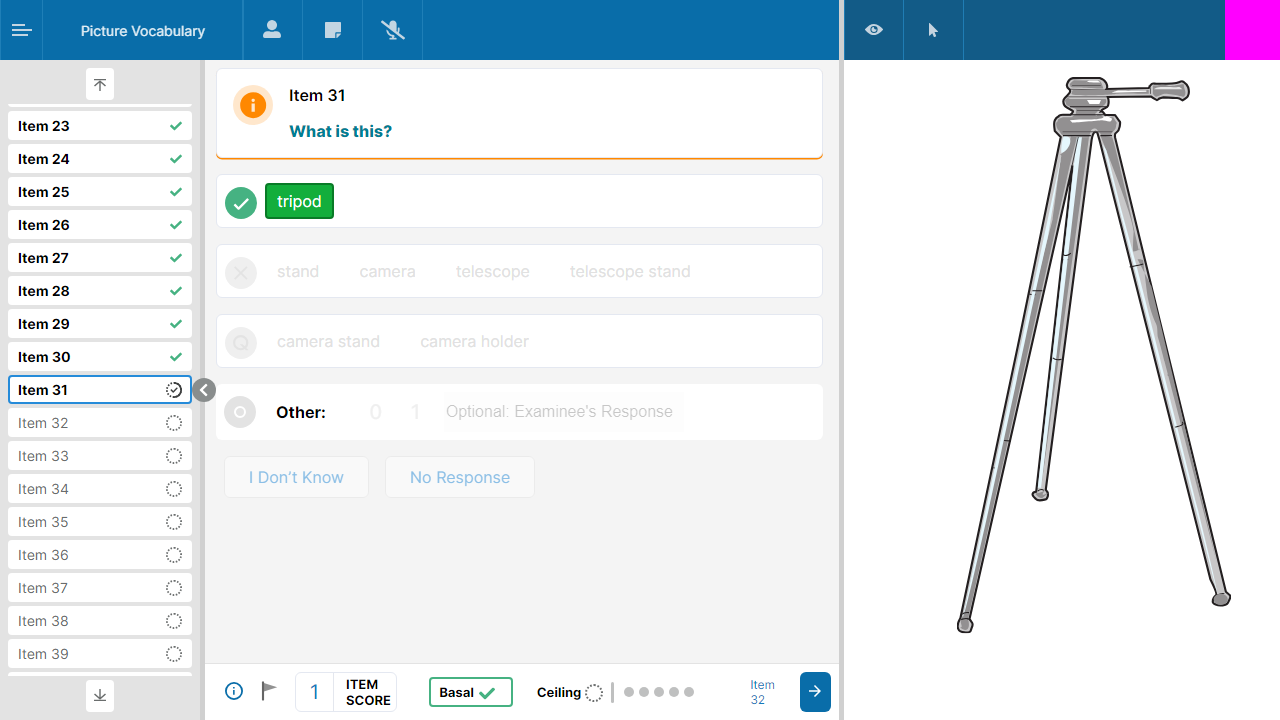 Picture Vocabulary
Item 23
Item 24
Item 25
Item 26
Item 27
Item 28
Item 29
Item 30
Item 31
Item 32
Item 33
Item 34
Item 35
Item 36
Item 37
Item 38
Item 39
Item 31
What is this?
tripod
stand camera telescope telescope stand
Q camera stand camera holder
Other: 0 1 Optional: Examinee's Response
I Don't Know No Response
1 ITEM SCORE
Basal
Ceiling
Item 32